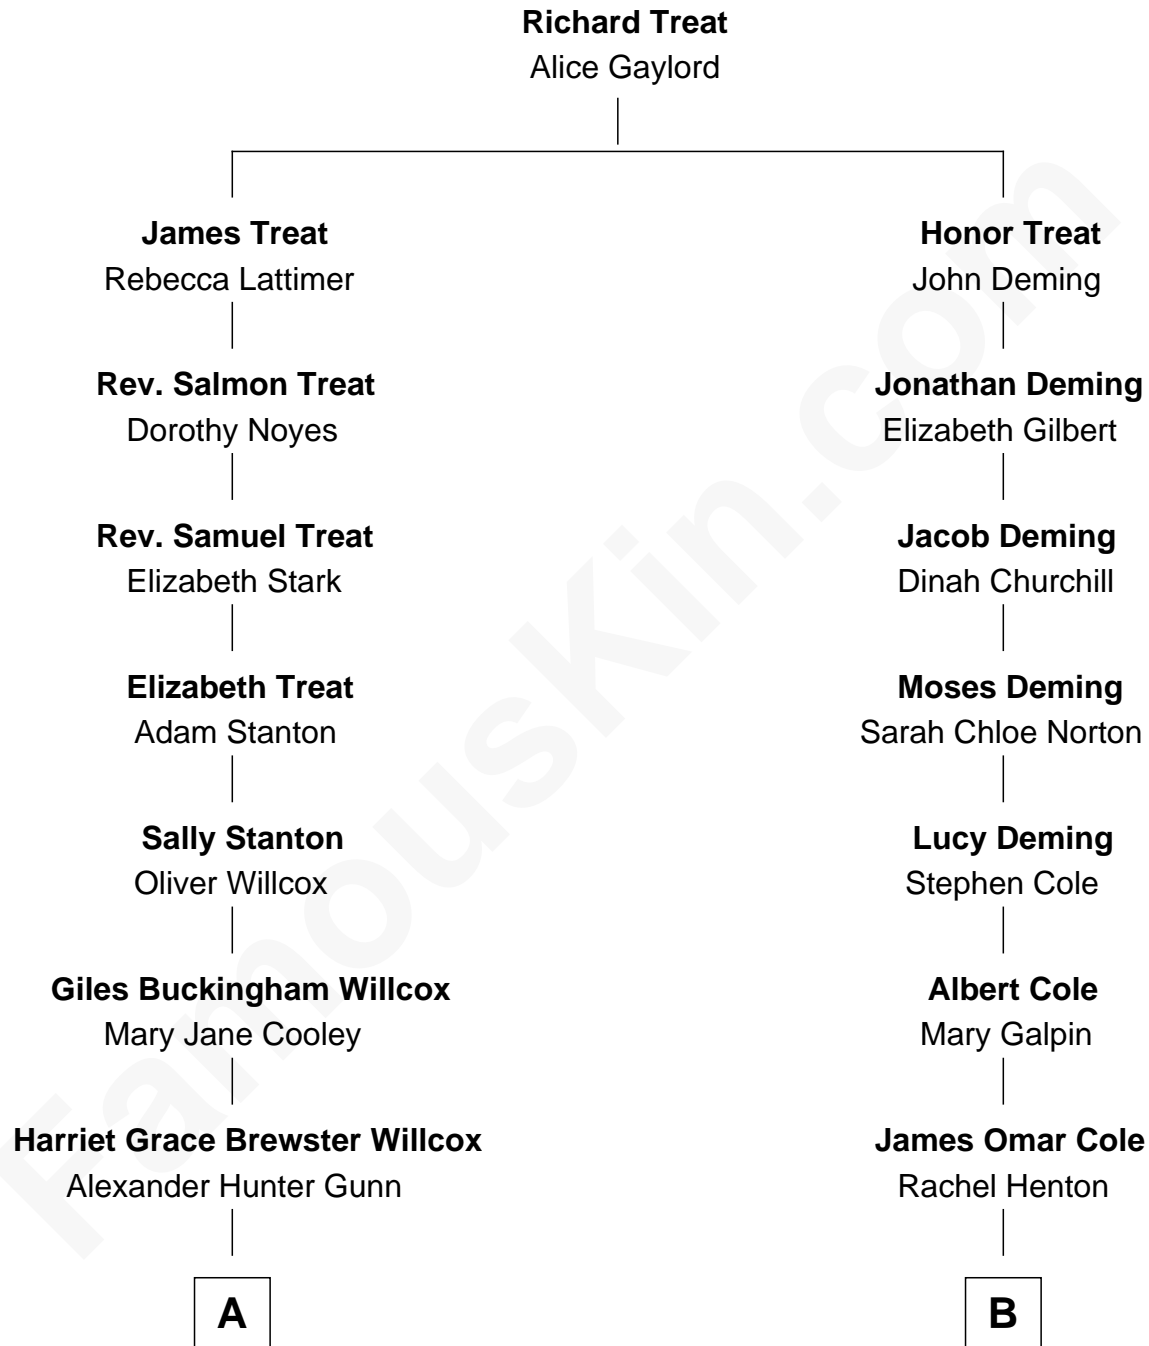 Richard Treat
Alice Gaylord
James Treat
Rebecca Lattimer
Honor Treat
John Deming
Rev. Salmon Treat
Dorothy Noyes
Jonathan Deming
Elizabeth Gilbert
Rev. Samuel Treat
Elizabeth Stark
Jacob Deming
Dinah Churchill
Elizabeth Treat
Adam Stanton
Moses Deming
Sarah Chloe Norton
Sally Stanton
Oliver Willcox
Lucy Deming
Stephen Cole
Giles Buckingham Willcox
Mary Jane Cooley
Albert Cole
Mary Galpin
Harriet Grace Brewster Willcox
Alexander Hunter Gunn
James Omar Cole
Rachel Henton
A
B
FamousKin.com